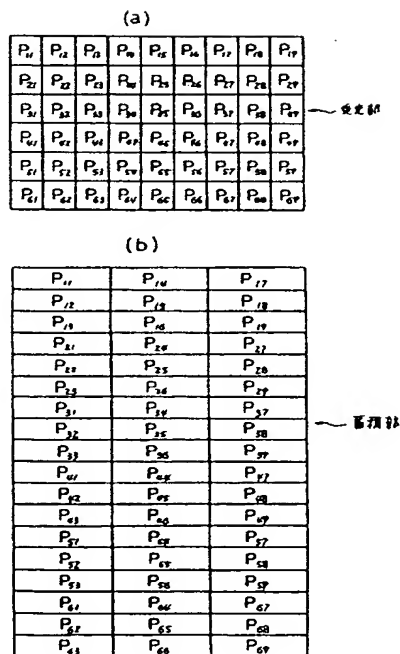 (a)
P₁₁ P₁₂ P₁₃ P₁₄ P₁₅ P₁₆ P₁₇ P₁₈ P₁₉
P₂₁ P₂₂ P₂₃ P₂₄ P₂₅ P₂₆ P₂₇ P₂₈ P₂₉
P₃₁ P₃₂ P₃₃ P₃₄ P₃₅ P₃₆ P₃₇ P₃₈ P₃₉ 受光部
P₄₁ P₄₂ P₄₃ P₄₄ P₄₅ P₄₆ P₄₇ P₄₈ P₄₉
P₅₁ P₅₂ P₅₃ P₅₄ P₅₅ P₅₆ P₅₇ P₅₈ P₅₉
P₆₁ P₆₂ P₆₃ P₆₄ P₆₅ P₆₆ P₆₇ P₆₈ P₆₉
(b)
P₁₁ P₁₄ P₁₇
P₁₂ P₁₅ P₁₈
P₁₃ P₁₆ P₁₉
P₂₁ P₂₄ P₂₇
P₂₂ P₂₅ P₂₈
P₂₃ P₂₆ P₂₉
P₃₁ P₃₄ P₃₇
P₃₂ P₃₅ P₃₈ 蓄積部
P₃₃ P₃₆ P₃₉
P₄₁ P₄₄ P₄₇
P₄₂ P₄₅ P₄₈
P₄₃ P₄₆ P₄₉
P₅₁ P₅₄ P₅₇
P₅₂ P₅₅ P₅₈
P₅₃ P₅₆ P₅₉
P₆₁ P₆₄ P₆₇
P₆₂ P₆₅ P₆₈
P₆₃ P₆₆ P₆₉